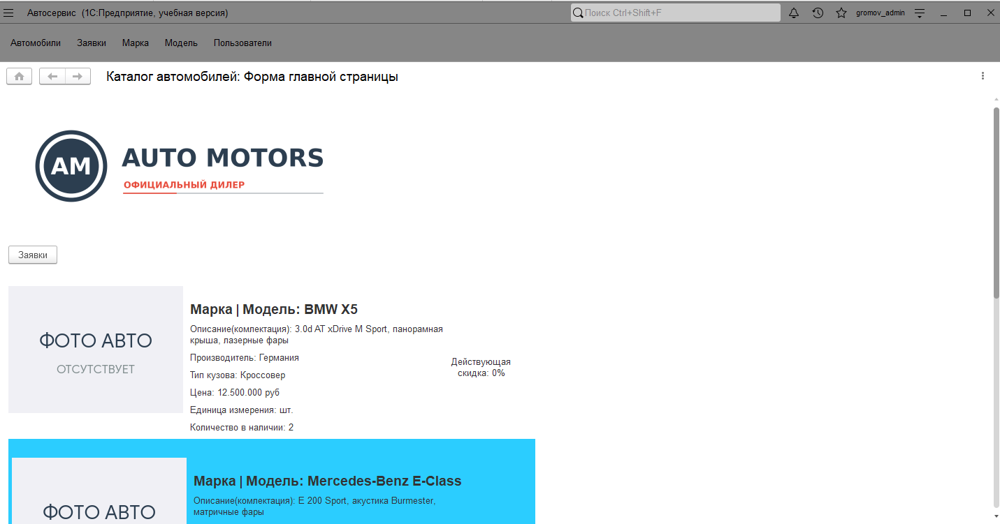 Автосервис (1С:Предприятие, учебная версия)
Поиск Ctrl+Shift+F
gromov_admin
Автомобили Заявки Марка Модель Пользователи
Каталог автомобилей: Форма главной страницы
AM
AUTO MOTORS
ОФИЦИАЛЬНЫЙ ДИЛЕР
Заявки
ФОТО АВТО
ОТСУТСТВУЕТ
Марка | Модель: BMW X5
Описание(комлектация): 3.0d AT xDrive M Sport, панорамная
крыша, лазерные фары
Производитель: Германия
Тип кузова: Кроссовер
Цена: 12.500.000 руб
Единица измерения: шт.
Количество в наличии: 2
Действующая
скидка: 0%
ФОТО АВТО
Марка | Модель: Mercedes-Benz E-Class
Описание(комлектация): E 200 Sport, акустика Burmester,
матричные фары